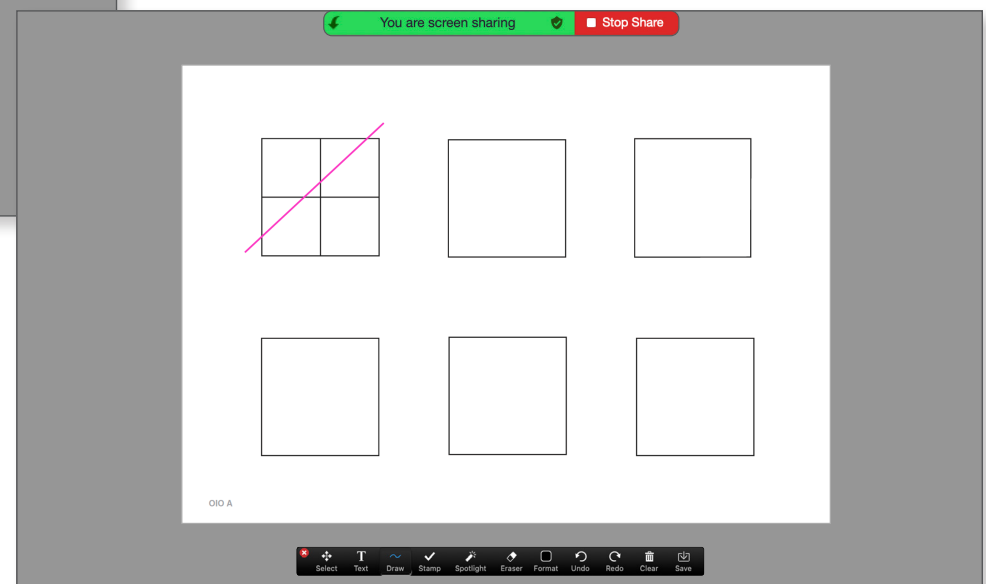 You are screen sharing Stop Share
OIO A
Select Text Draw Stamp Spotlight Eraser Format Undo Redo Clear Save